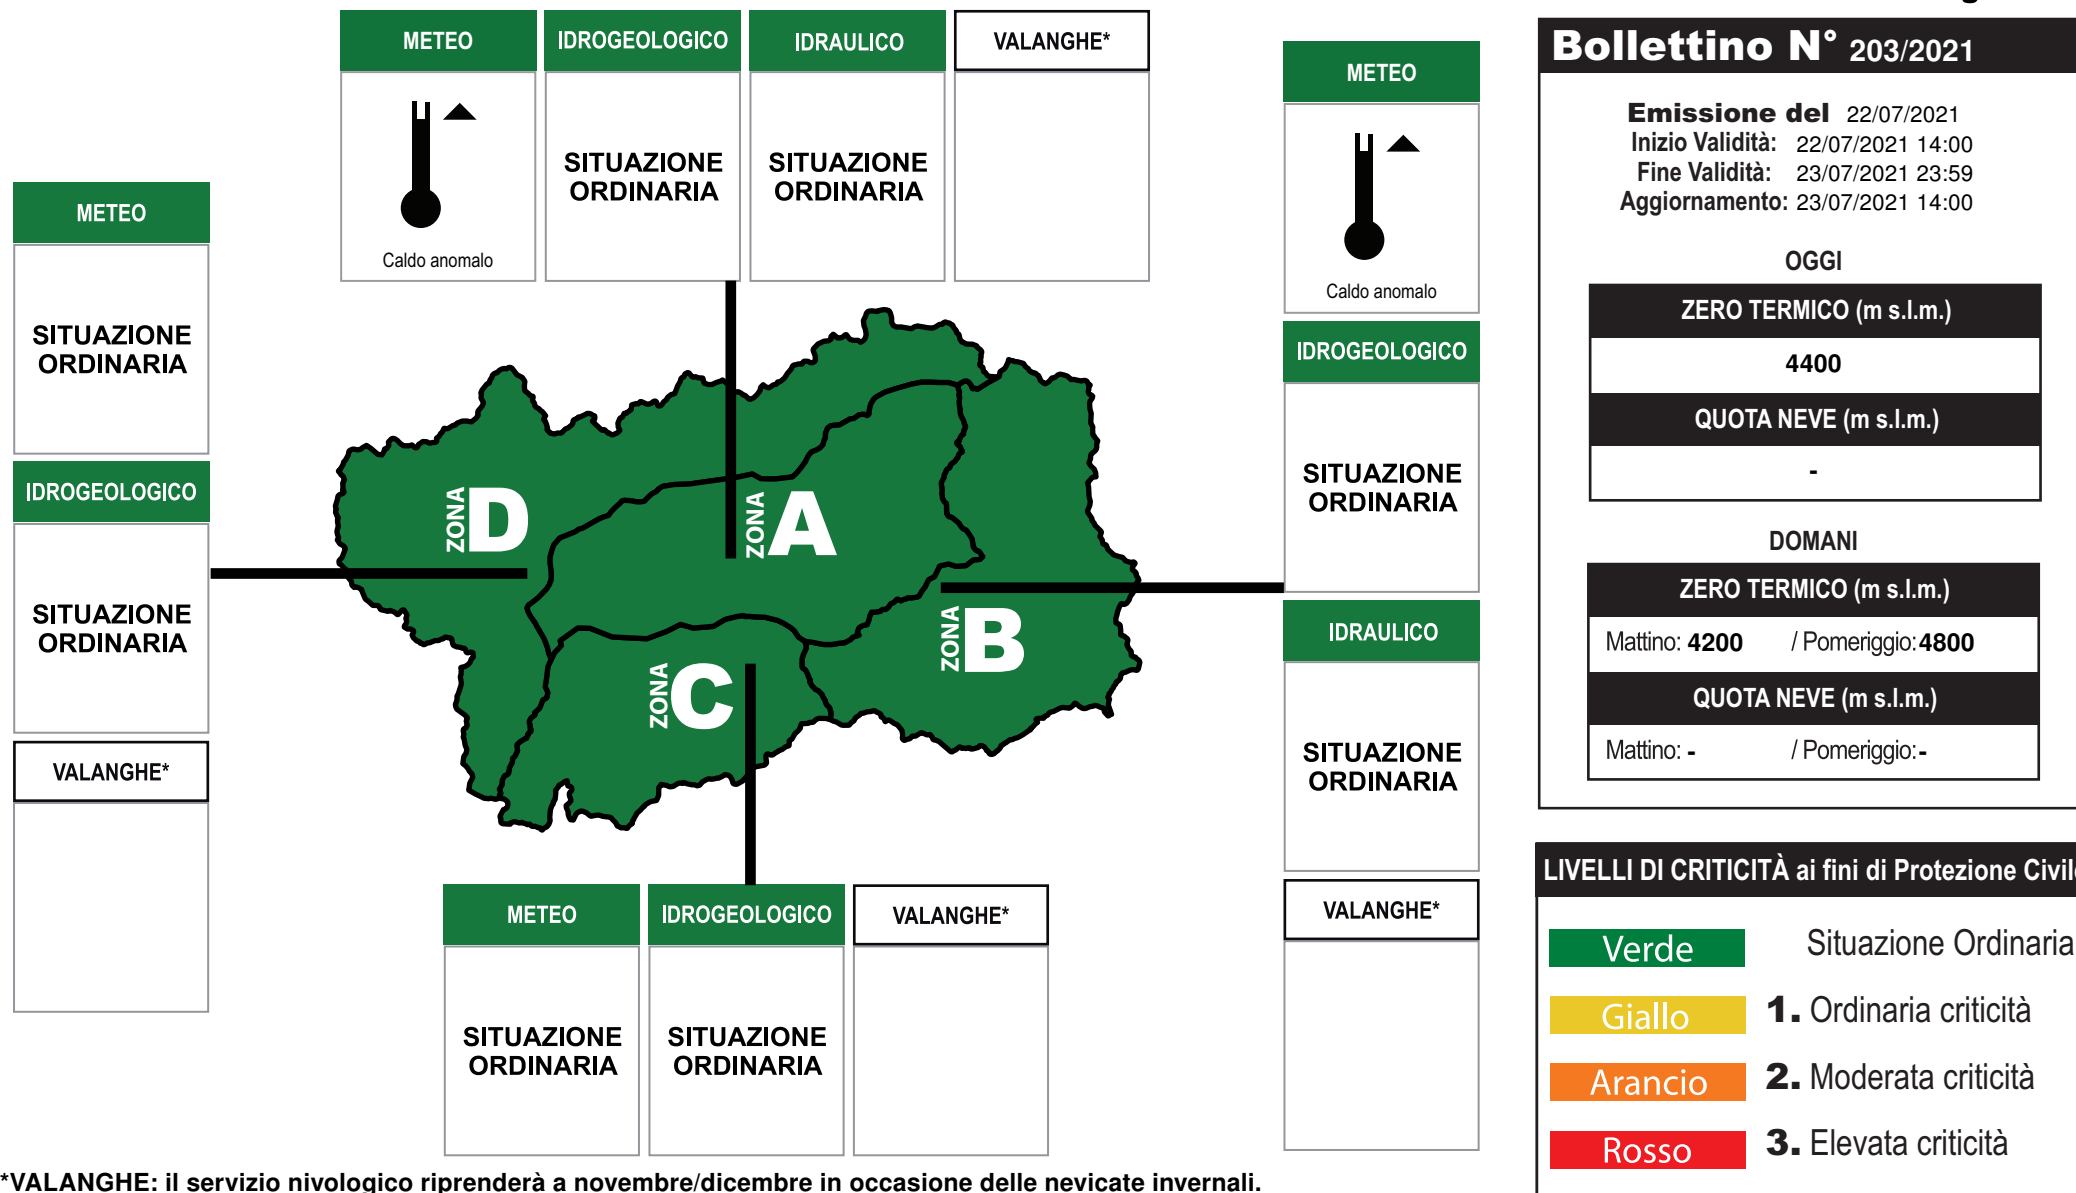 METEO
IDROGEOLOGICO
IDRAULICO
VALANGHE*
SITUAZIONE
ORDINARIA
SITUAZIONE
ORDINARIA
Caldo anomalo
METEO
SITUAZIONE
ORDINARIA
IDROGEOLOGICO
SITUAZIONE
ORDINARIA
VALANGHE*
ZONA D
ZONA A
ZONA B
ZONA C
METEO
Caldo anomalo
IDROGEOLOGICO
SITUAZIONE
ORDINARIA
IDRAULICO
SITUAZIONE
ORDINARIA
VALANGHE*
METEO
IDROGEOLOGICO
VALANGHE*
SITUAZIONE
ORDINARIA
SITUAZIONE
ORDINARIA
*VALANGHE: il servizio nivologico riprenderà a novembre/dicembre in occasione delle nevicate invernali.
Bollettino N° 203/2021
Emissione del 22/07/2021
Inizio Validità: 22/07/2021 14:00
Fine Validità: 23/07/2021 23:59
Aggiornamento: 23/07/2021 14:00
OGGI
ZERO TERMICO (m s.l.m.)
4400
QUOTA NEVE (m s.l.m.)
-
DOMANI
ZERO TERMICO (m s.l.m.)
Mattino: 4200 / Pomeriggio: 4800
QUOTA NEVE (m s.l.m.)
Mattino: - / Pomeriggio: -
LIVELLI DI CRITICITÀ ai fini di Protezione Civile
Verde Situazione Ordinaria
Giallo 1. Ordinaria criticità
Arancio 2. Moderata criticità
Rosso 3. Elevata criticità